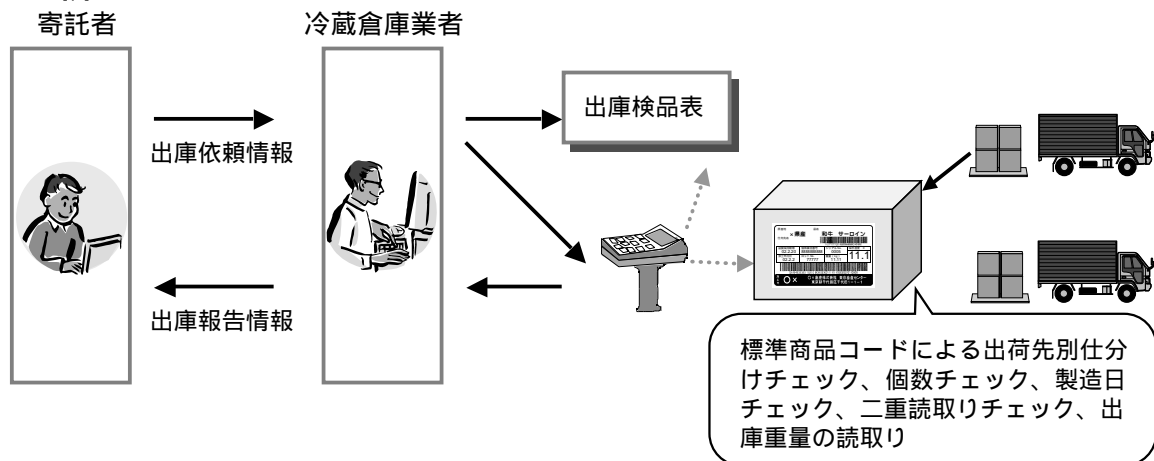 寄託者
冷蔵倉庫業者
出庫検品表
出庫依頼情報
出庫報告情報
和牛 サーロイン
11.1
標準商品コードによる出荷先別仕分
けチェック、個数チェック、製造日
チェック、二重読取りチェック、出
庫重量の読取り